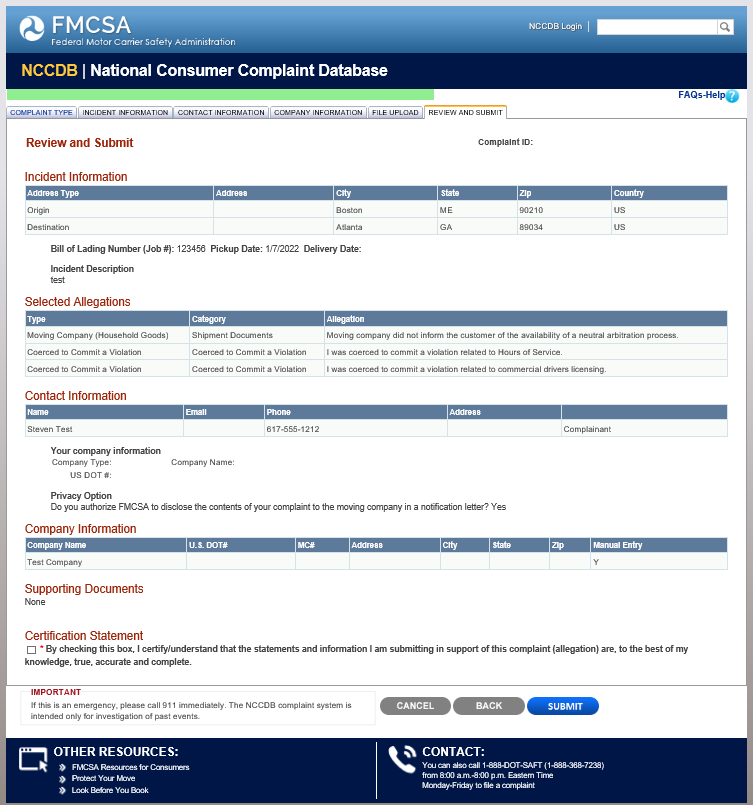 FMCSA
Federal Motor Carrier Safety Administration
NCCDB Login |
NCCDB | National Consumer Complaint Database
FAQs-Help ?
COMPLAINT TYPE INCIDENT INFORMATION CONTACT INFORMATION COMPANY INFORMATION FILE UPLOAD REVIEW AND SUBMIT
Review and Submit
Complaint ID:
Incident Information
Address Type Address City State Zip Country
Origin Boston ME 90210 US
Destination Atlanta GA 89034 US
Bill of Lading Number (Job #): 123456 Pickup Date: 1/7/2022 Delivery Date:
Incident Description
test
Selected Allegations
Type Category Allegation
Moving Company (Household Goods) Shipment Documents Moving company did not inform the customer of the availability of a neutral arbitration process.
Coerced to Commit a Violation Coerced to Commit a Violation I was coerced to commit a violation related to Hours of Service.
Coerced to Commit a Violation Coerced to Commit a Violation I was coerced to commit a violation related to commercial drivers licensing.
Contact Information
Name Email Phone Address
Steven Test 617-555-1212 Complainant
Your company information
Company Type: Company Name:
US DOT #:
Privacy Option
Do you authorize FMCSA to disclose the contents of your complaint to the moving company in a notification letter? Yes
Company Information
Company Name U.S. DOT# MC# Address City State Zip Manual Entry
Test Company Y
Supporting Documents
None
Certification Statement
* By checking this box, I certify/understand that the statements and information I am submitting in support of this complaint (allegation) are, to the best of my
knowledge, true, accurate and complete.
IMPORTANT
If this is an emergency, please call 911 immediately. The NCCDB complaint system is
intended only for investigation of past events.
CANCEL BACK SUBMIT
OTHER RESOURCES:
FMCSA Resources for Consumers
Protect Your Move
Look Before You Book
CONTACT:
You can also call 1-888-DOT-SAFT (1-888-368-7238)
from 8:00 a.m.-8:00 p.m. Eastern Time
Monday-Friday to file a complaint